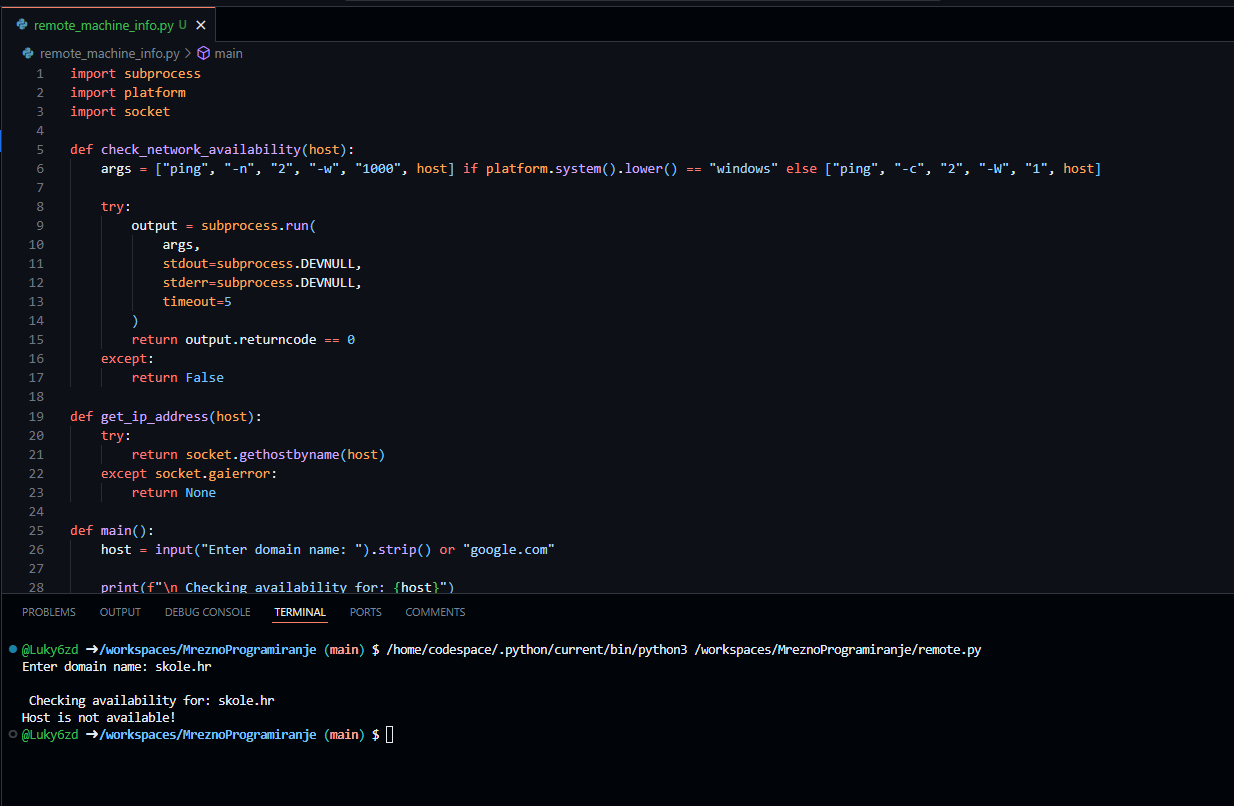 remote_machine_info.py U ×
remote_machine_info.py > main
1 import subprocess
2 import platform
3 import socket
4
5 def check_network_availability(host):
6     args = ["ping", "-n", "2", "-w", "1000", host] if platform.system().lower() == "windows" else ["ping", "-c", "2", "-W", "1", host]
7
8     try:
9         output = subprocess.run(
10             args,
11             stdout=subprocess.DEVNULL,
12             stderr=subprocess.DEVNULL,
13             timeout=5
14         )
15         return output.returncode == 0
16     except:
17         return False
18
19 def get_ip_address(host):
20     try:
21         return socket.gethostbyname(host)
22     except socket.gaierror:
23         return None
24
25 def main():
26     host = input("Enter domain name: ").strip() or "google.com"
27
28     print(f"\n Checking availability for: {host}")
PROBLEMS OUTPUT DEBUG CONSOLE TERMINAL PORTS COMMENTS
@Luky6zd ➜/workspaces/MreznoProgramiranje (main) $ /home/codespace/.python/current/bin/python3 /workspaces/MreznoProgramiranje/remote.py
Enter domain name: skole.hr
 Checking availability for: skole.hr
Host is not available!
@Luky6zd ➜/workspaces/MreznoProgramiranje (main) $